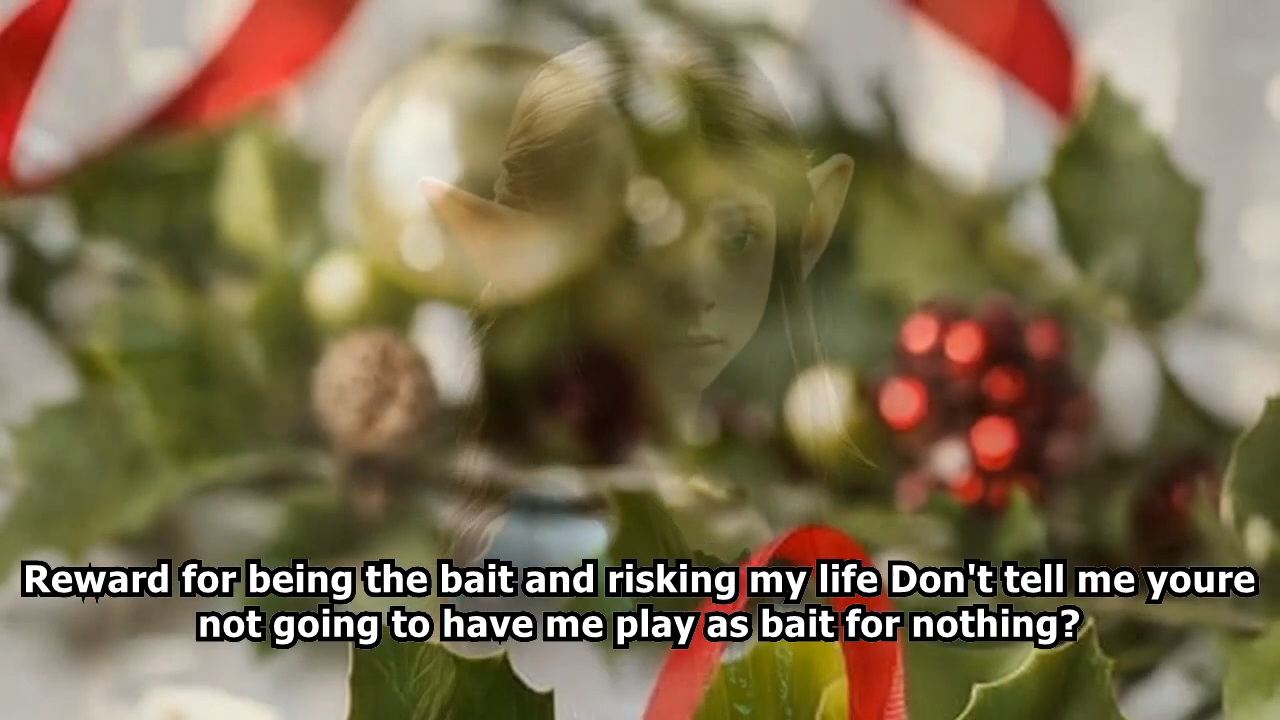 Reward for being the bait and risking my life Don't tell me youre
not going to have me play as bait for nothing?